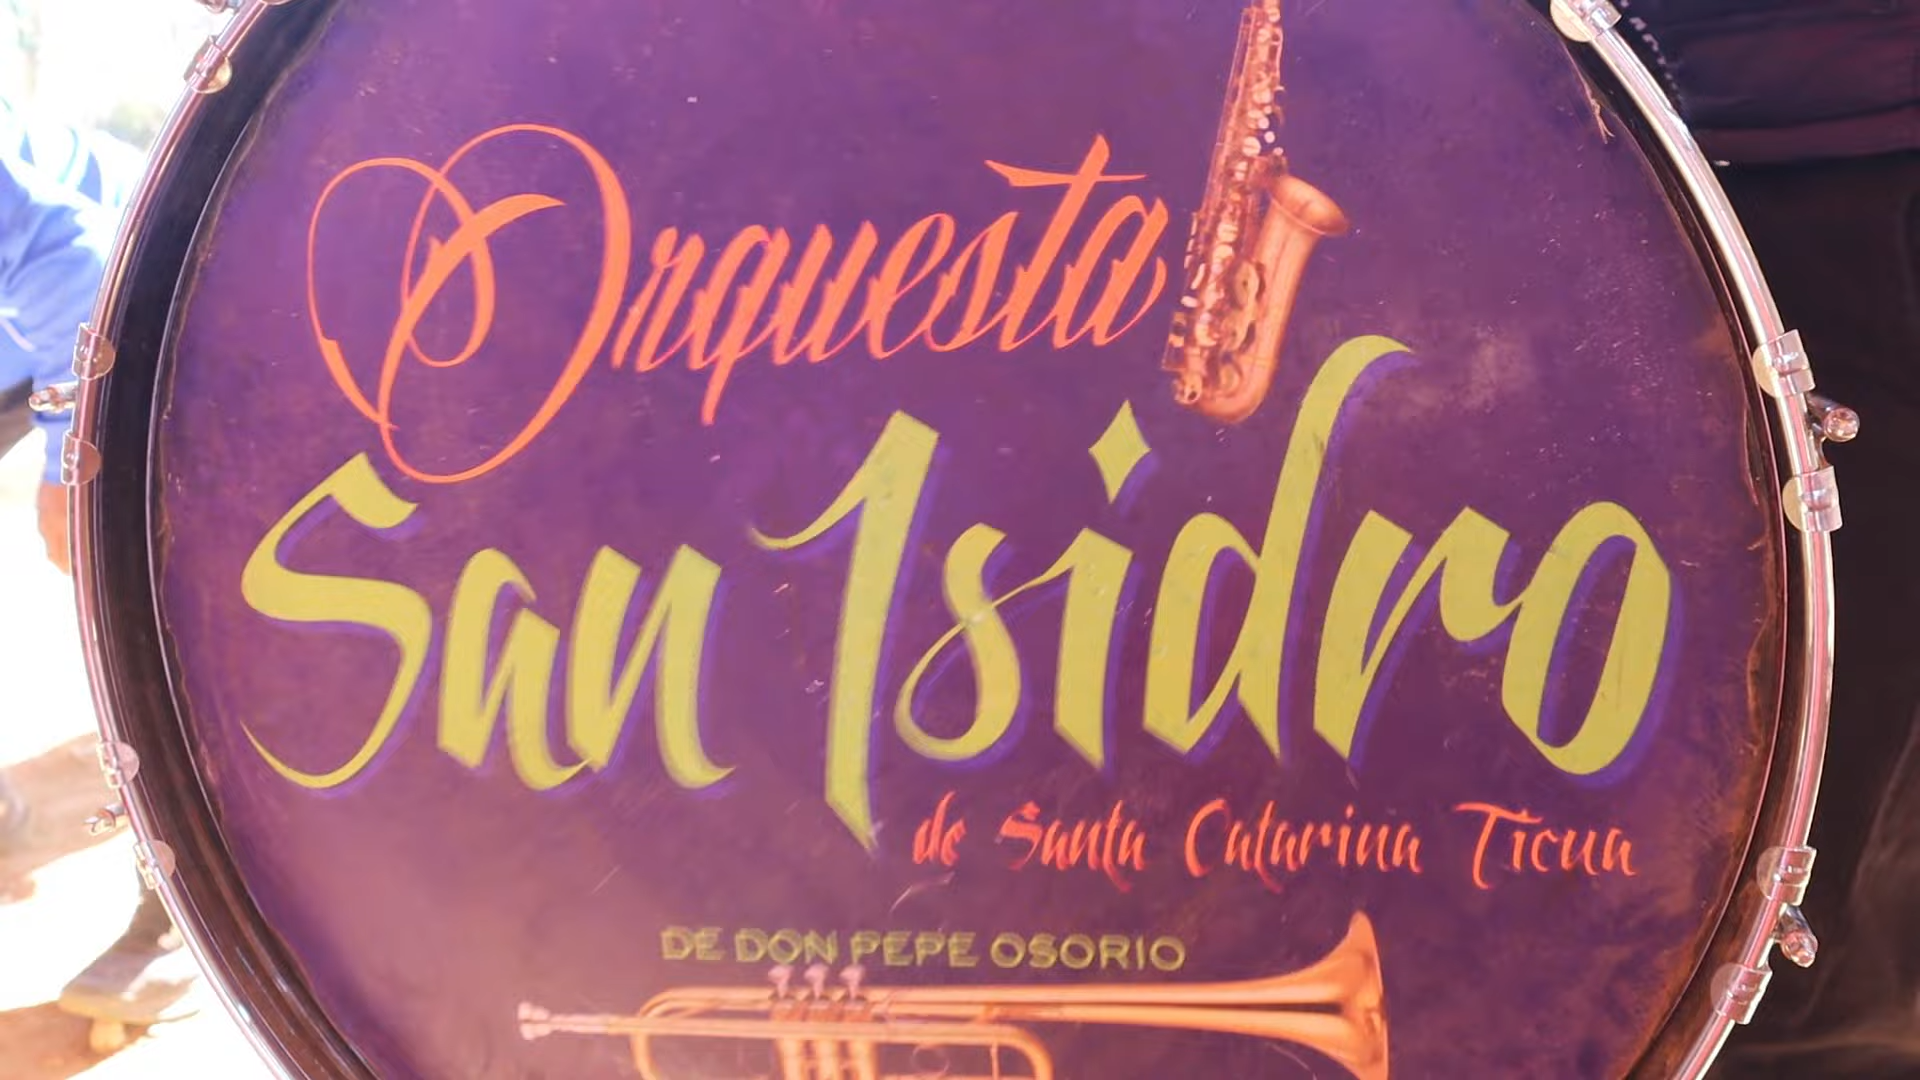 Orquesta
San Isidro
de Santa Catarina Ticua
DE DON PEPE OSORIO